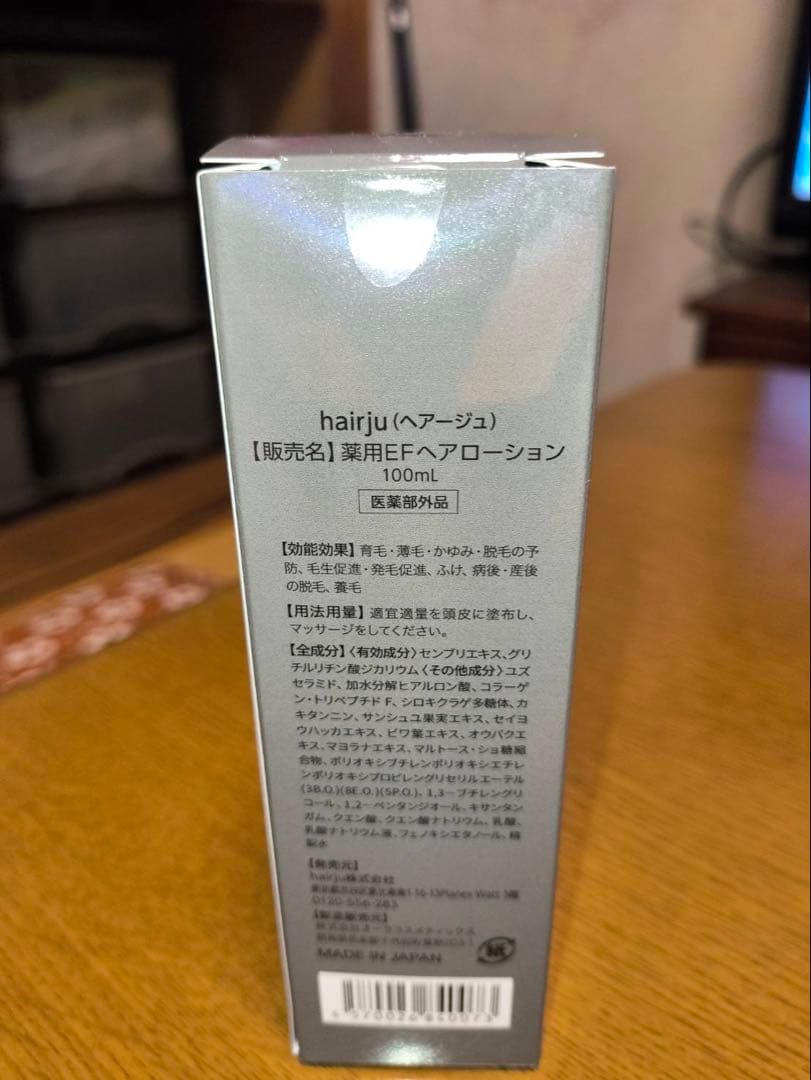 hairju(ヘアージュ)
【販売名】薬用EFヘアローション
100mL
医薬部外品
【効能効果】育毛・薄毛・かゆみ・脱毛の予
防、毛生促進・発毛促進、ふけ、病後・産後
の脱毛、養毛
【用法用量】適宜適量を頭皮に塗布し、
マッサージをしてください。
【全成分】〈有効成分〉センブリエキス、グリ
チルリチン酸ジカリウム〈その他成分〉ユズ
セラミド、加水分解ヒアルロン酸、コラーゲ
ン・トリペプチド F、シロキクラゲ多糖体、カ
キタンニン、サンシュユ果実エキス、セイヨ
ウハッカエキス、ビワ葉エキス、オウバクエ
キス、マヨラナエキス、マルトース・ショ糖縮
合物、ポリオキシブチレンポリオキシエチレ
ンポリオキシプロピレングリセリルエーテル
(3B.O.)(8E.O.)(5P.O.)、1,3ーブチレングリ
コール、1,2ーペンタンジオール、キサンタン
ガム、クエン酸、クエン酸ナトリウム、乳酸、
乳酸ナトリウム液、フェノキシエタノール、精
製水
【発売元】
hairju株式会社
0120-556-283
【製造販売元】
MADE IN JAPAN
紙